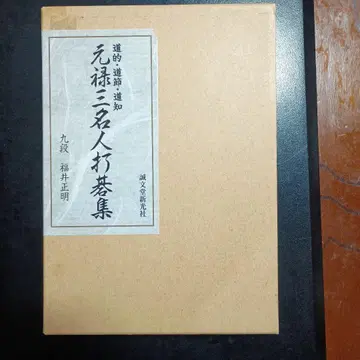 道的・道節・道知
元禄三名人打碁集
九段 福井正明
誠文堂新光社